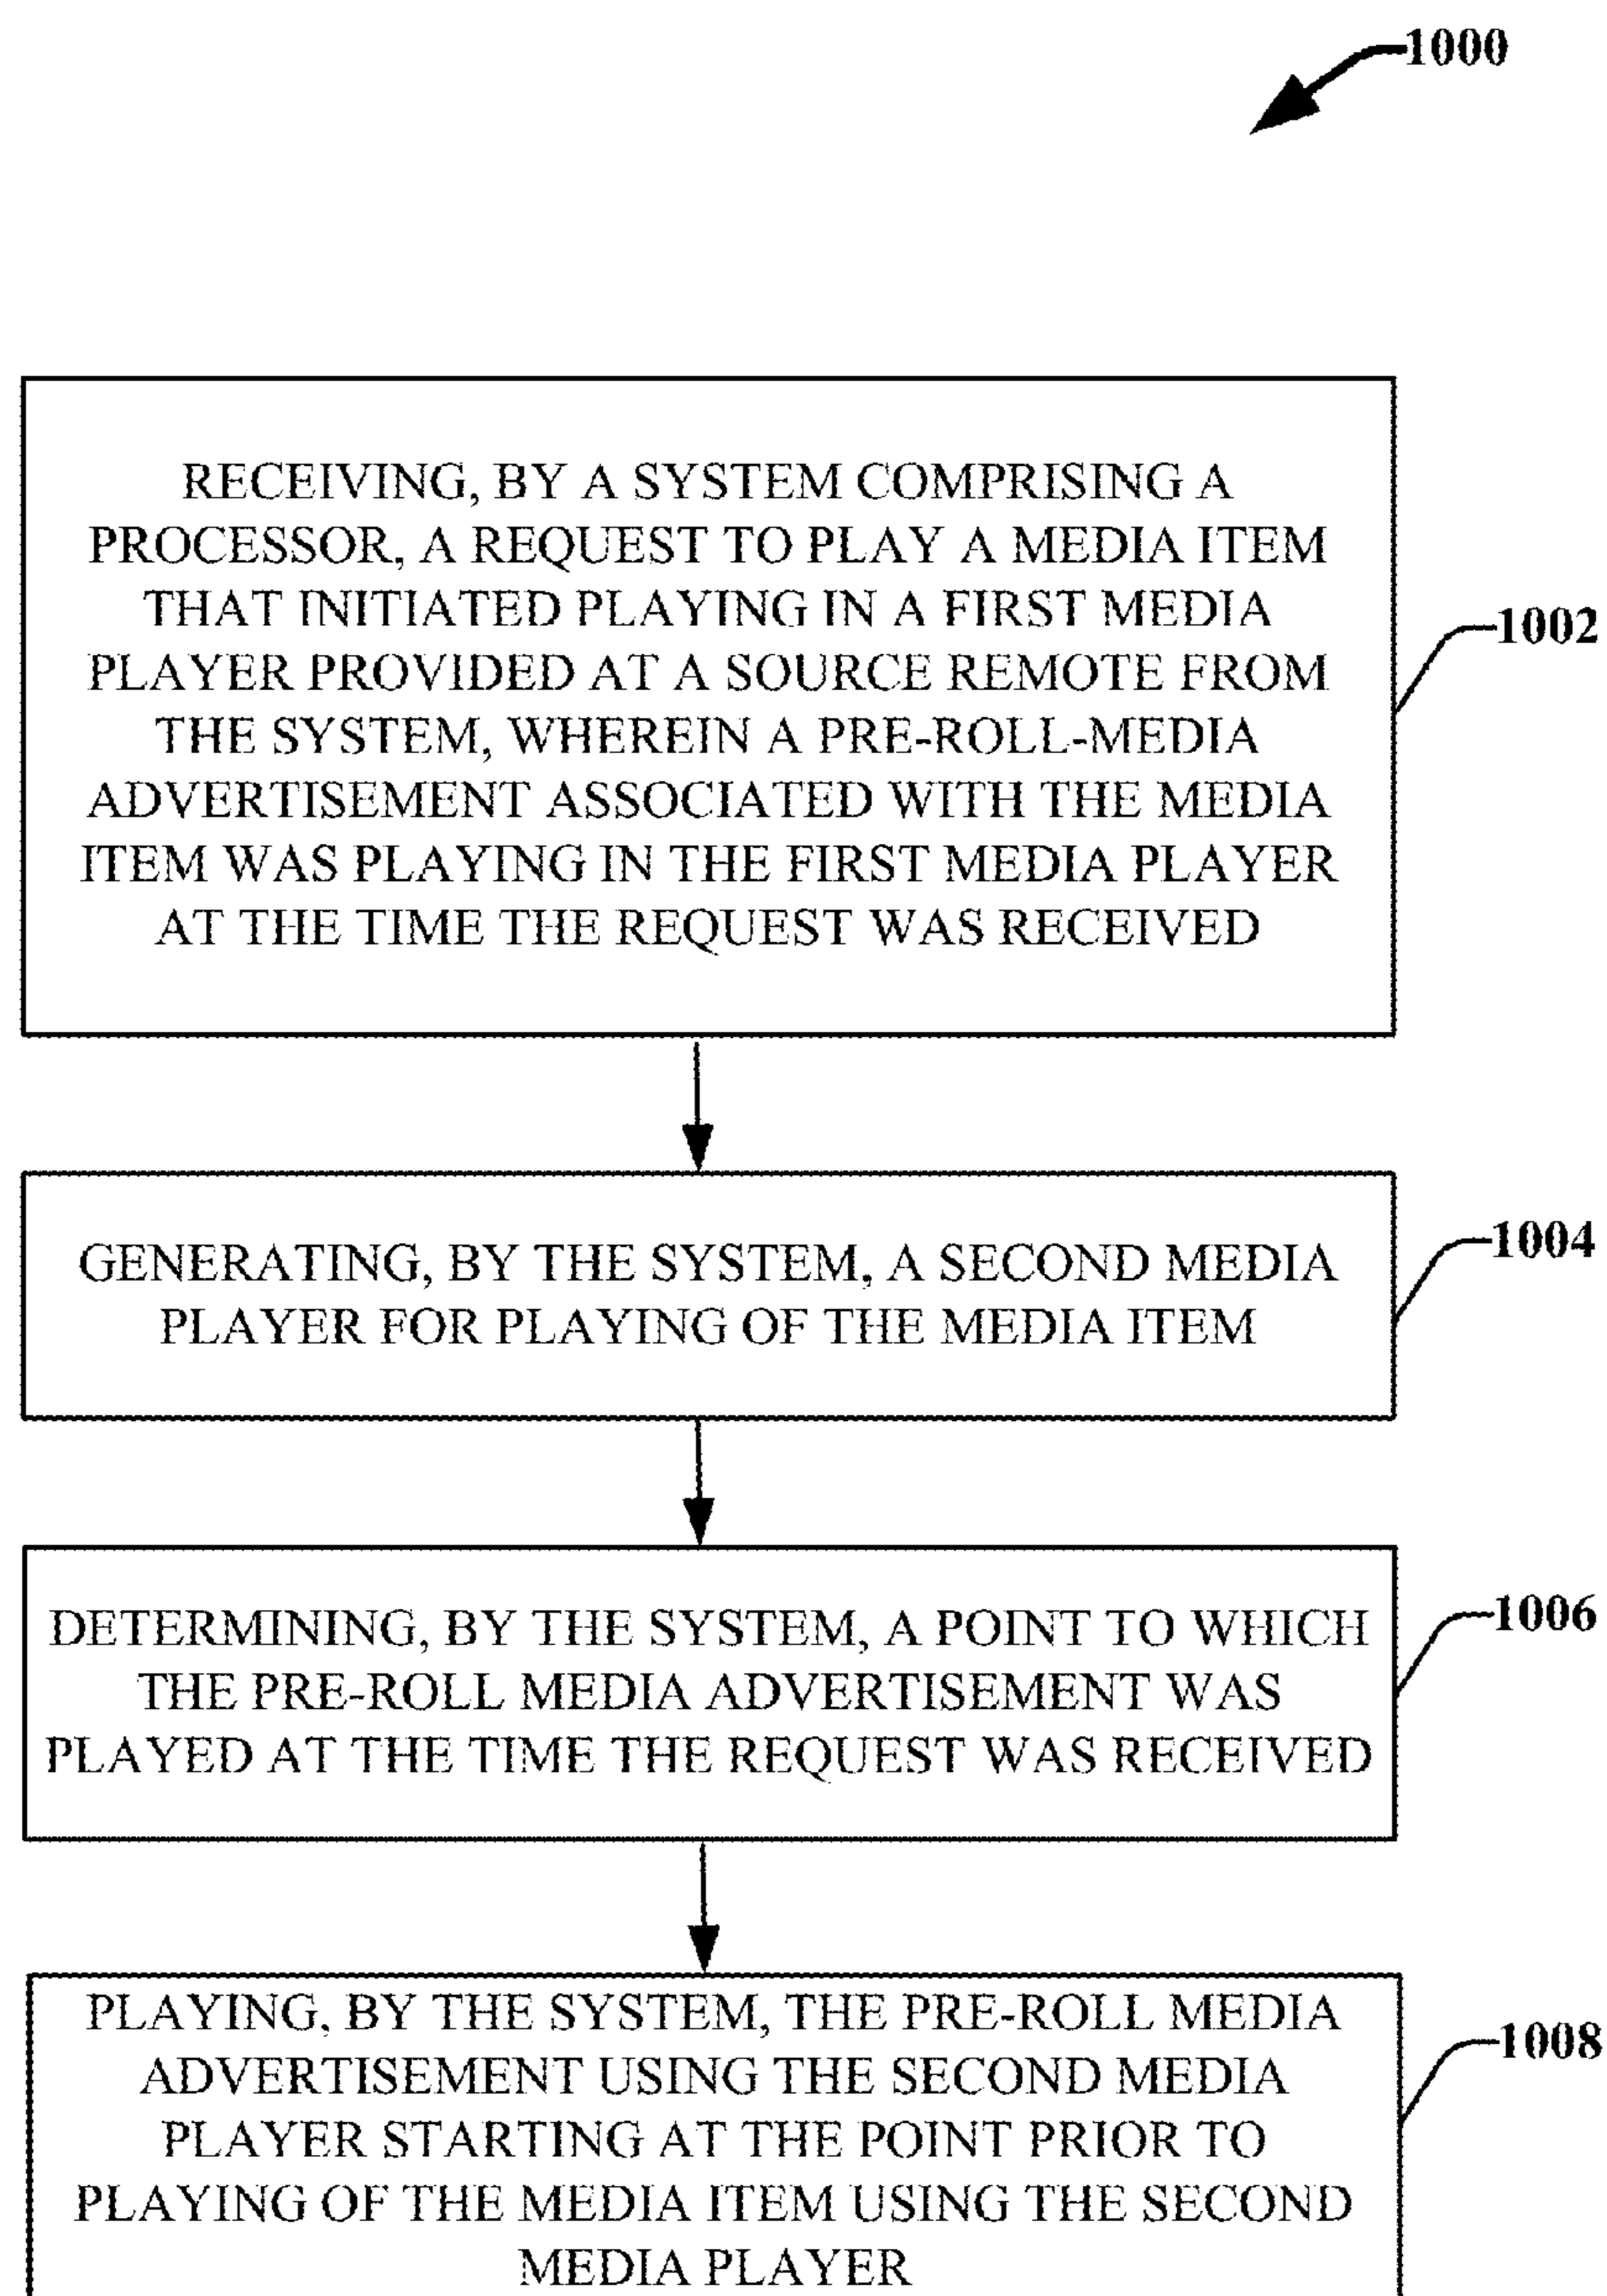 1000
RECEIVING, BY A SYSTEM COMPRISING A
PROCESSOR, A REQUEST TO PLAY A MEDIA ITEM
THAT INITIATED PLAYING IN A FIRST MEDIA
PLAYER PROVIDED AT A SOURCE REMOTE FROM
THE SYSTEM, WHEREIN A PRE-ROLL-MEDIA
ADVERTISEMENT ASSOCIATED WITH THE MEDIA
ITEM WAS PLAYING IN THE FIRST MEDIA PLAYER
AT THE TIME THE REQUEST WAS RECEIVED
1002
GENERATING, BY THE SYSTEM, A SECOND MEDIA
PLAYER FOR PLAYING OF THE MEDIA ITEM
1004
DETERMINING, BY THE SYSTEM, A POINT TO WHICH
THE PRE-ROLL MEDIA ADVERTISEMENT WAS
PLAYED AT THE TIME THE REQUEST WAS RECEIVED
1006
PLAYING, BY THE SYSTEM, THE PRE-ROLL MEDIA
ADVERTISEMENT USING THE SECOND MEDIA
PLAYER STARTING AT THE POINT PRIOR TO
PLAYING OF THE MEDIA ITEM USING THE SECOND
MEDIA PLAYER
1008